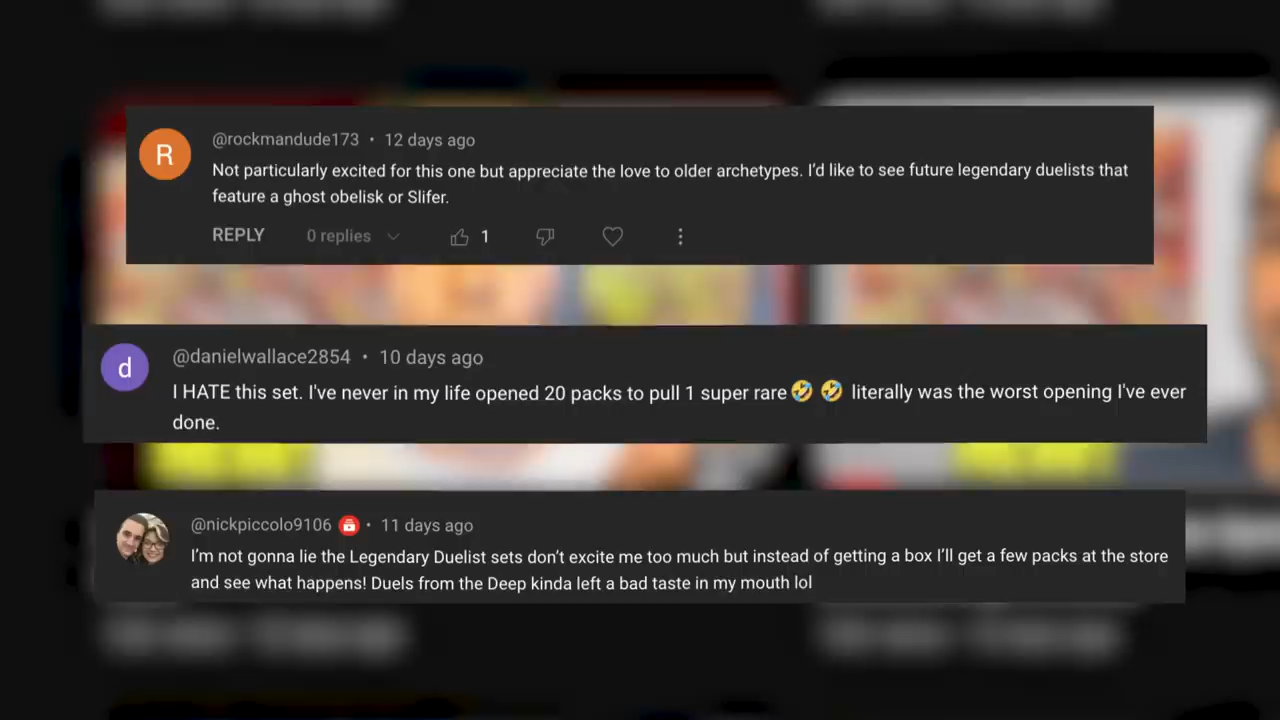 @rockmandude173 • 12 days ago
Not particularly excited for this one but appreciate the love to older archetypes. I'd like to see future legendary duelists that
feature a ghost obelisk or Slifer.
REPLY 0 replies 1
R
@danielwallace2854 • 10 days ago
d
I HATE this set. I've never in my life opened 20 packs to pull 1 super rare🤣 🤣 literally was the worst opening I've ever
done.
@nickpiccolo9106 • 11 days ago
I'm not gonna lie the Legendary Duelist sets don't excite me too much but instead of getting a box I'll get a few packs at the store
and see what happens! Duels from the Deep kinda left a bad taste in my mouth lol